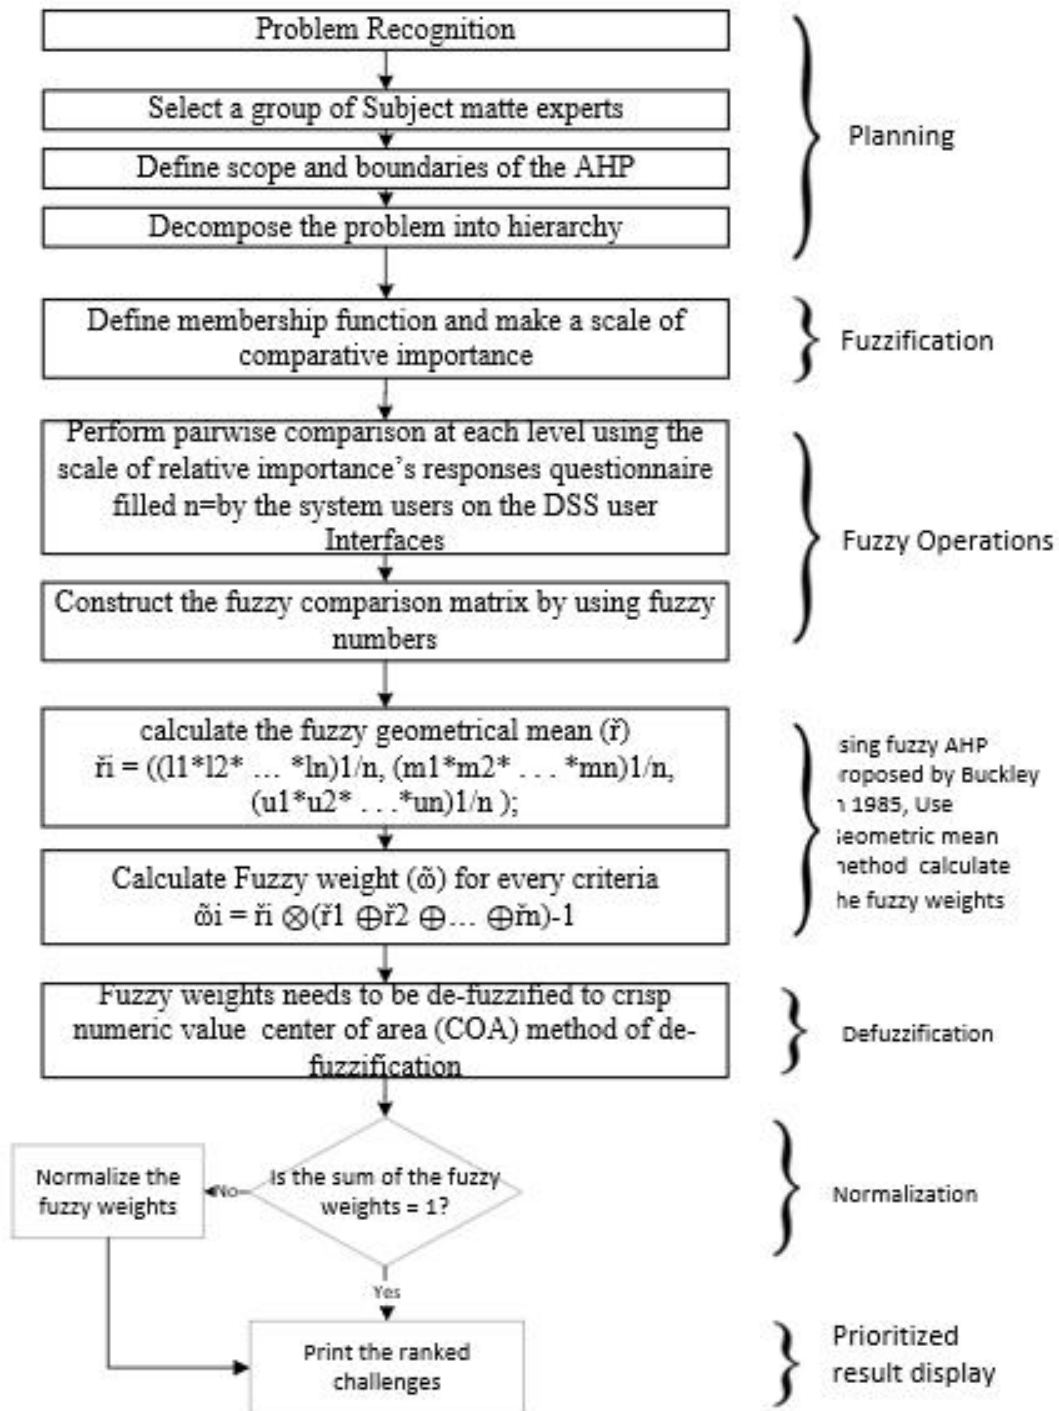 Problem Recognition
Select a group of Subject matte experts
Define scope and boundaries of the AHP
Decompose the problem into hierarchy
Planning
Define membership function and make a scale of
comparative importance
Fuzzification
Perform pairwise comparison at each level using the
scale of relative importance’s responses questionnaire
filled n=by the system users on the DSS user
Interfaces
Construct the fuzzy comparison matrix by using fuzzy
numbers
Fuzzy Operations
calculate the fuzzy geometrical mean (ř)
ři = ((l1*l2* … *ln)1/n, (m1*m2* . . . *mn)1/n,
(u1*u2* . . .*un)1/n );
Calculate Fuzzy weight (ῶ) for every criteria
ῶi = ři ⊗(ř1 ⊕ř2 ⊕… ⊕řn)-1
sing fuzzy AHP
roposed by Buckley
1985, Use
eometric mean
ethod calculate
he fuzzy weights
Fuzzy weights needs to be de-fuzzified to crisp
numeric value center of area (COA) method of de-
fuzzification
Defuzzification
Is the sum of the fuzzy
weights = 1?
No
Normalize the
fuzzy weights
Normalization
Yes
Print the ranked
challenges
Prioritized
result display